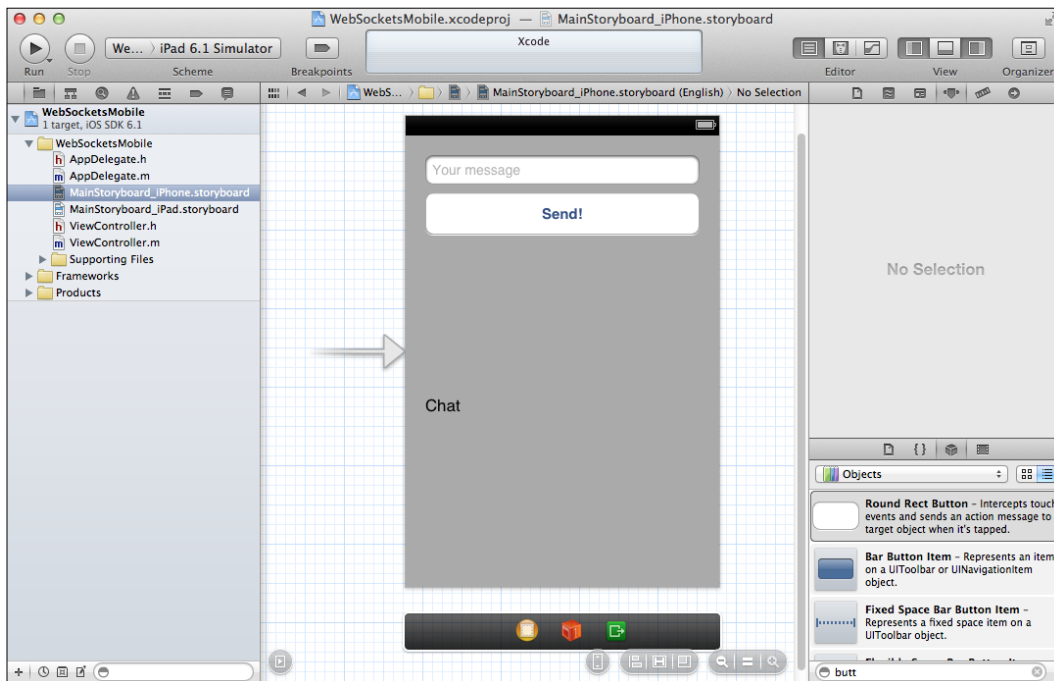 WebSocketsMobile.xcodeproj — MainStoryboard_iPhone.storyboard
We... iPad 6.1 Simulator
Xcode
Run
Stop
Scheme
Breakpoints
Editor
View
Organizer
WebS...
MainStoryboard_iPhone.storyboard (English)
No Selection
WebSocketsMobile
1 target, iOS SDK 6.1
WebSocketsMobile
h AppDelegate.h
m AppDelegate.m
MainStoryboard_iPhone.storyboard
MainStoryboard_iPad.storyboard
h ViewController.h
m ViewController.m
Supporting Files
Frameworks
Products
Your message
Send!
Chat
No Selection
{}
Objects
Round Rect Button – Intercepts touch
events and sends an action message to
target object when it's tapped.
Bar Button Item – Represents an item
on a UIToolbar or UINavigationItem
object.
Fixed Space Bar Button Item –
Represents a fixed space item on a
UIToolbar object.
butt